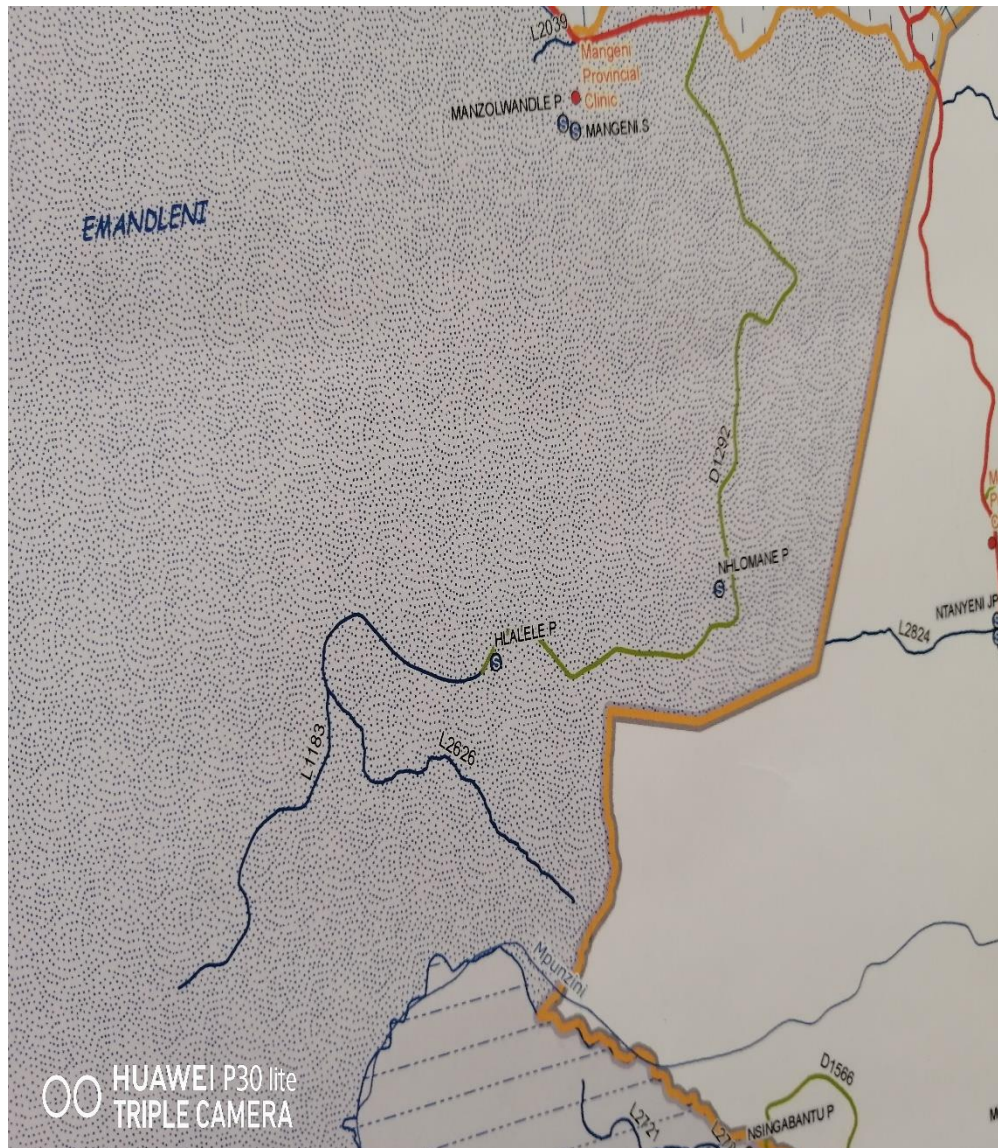 L2039
Mangeni
Provincial
Clinic
MANZOLWANDLE P
MANGENI S
EMANDLENI
D1292
NHLOMANE P
NTANYENI JP
L2824
HLALELE P
L1183
L2626
Mpunzini
D1566
NSINGABANTU P
L2721
HUAWEI P30 lite
TRIPLE CAMERA